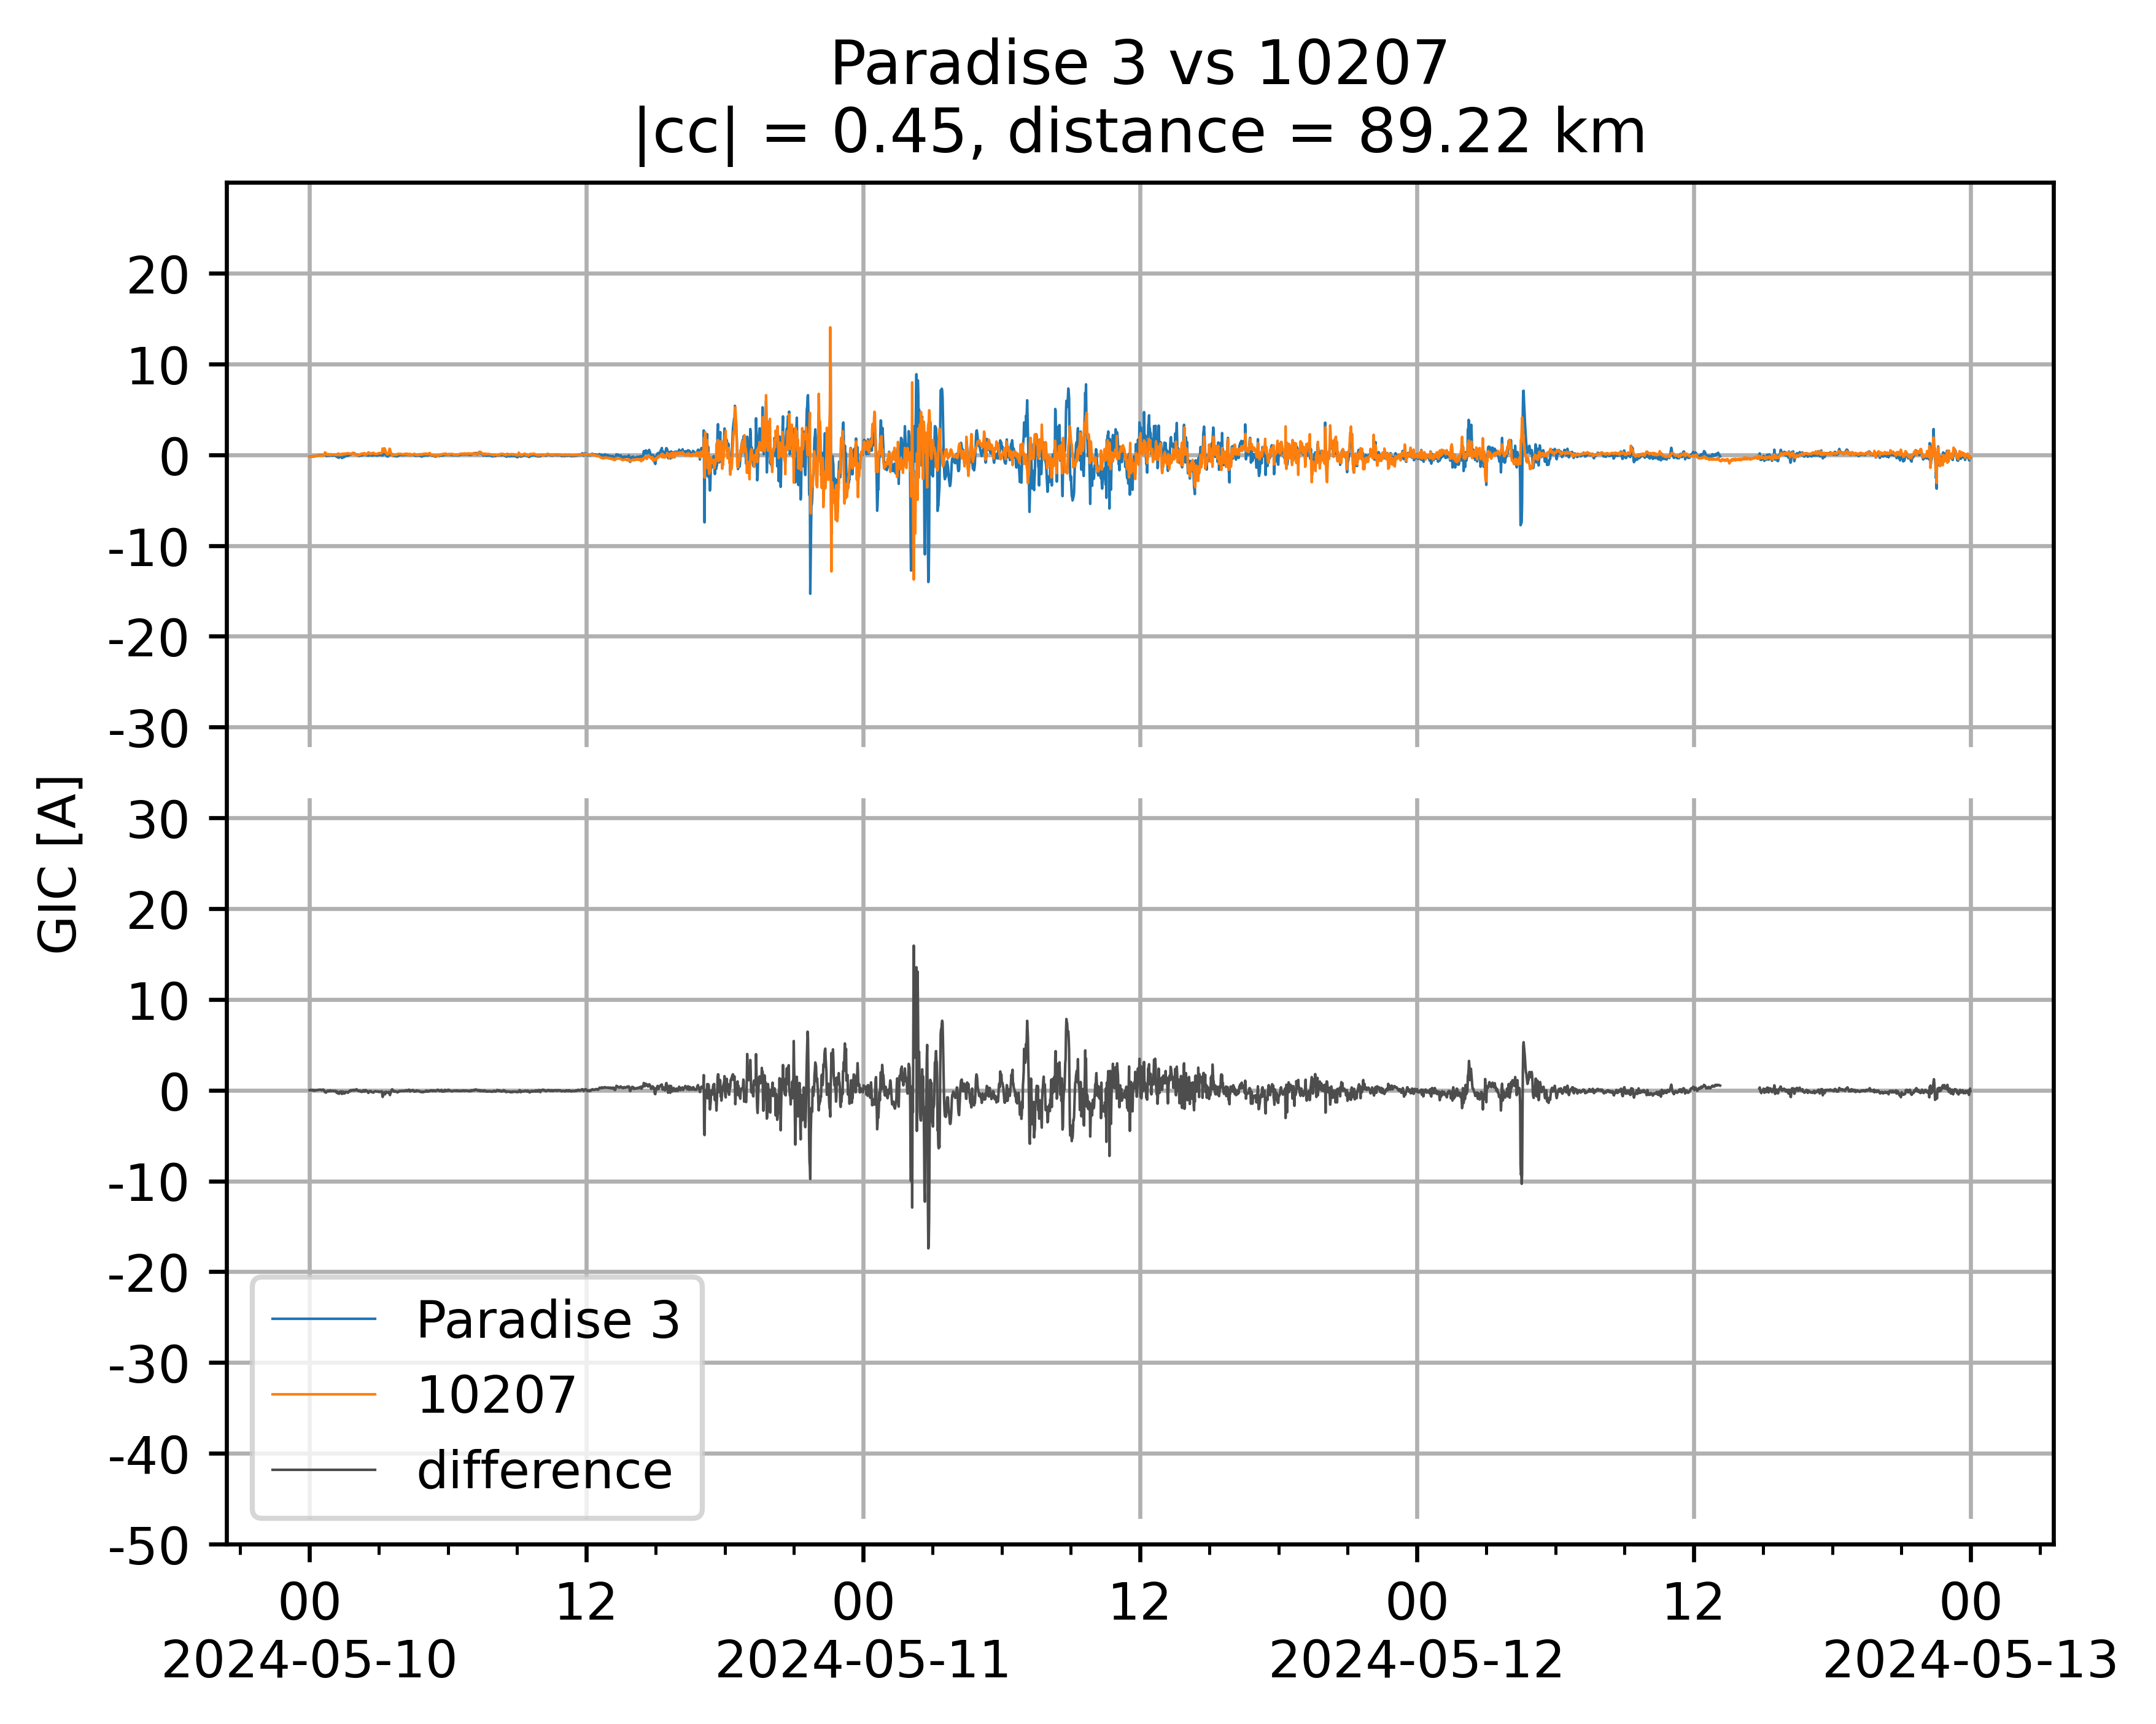 Paradise 3 vs 10207
|cc| = 0.45, distance = 89.22 km
GIC [A]
20
10
0
-10
-20
-30
30
20
10
0
-10
-20
-30
-40
-50
Paradise 3
10207
difference
00 12 00 12 00 12 00
2024-05-10 2024-05-11 2024-05-12 2024-05-13